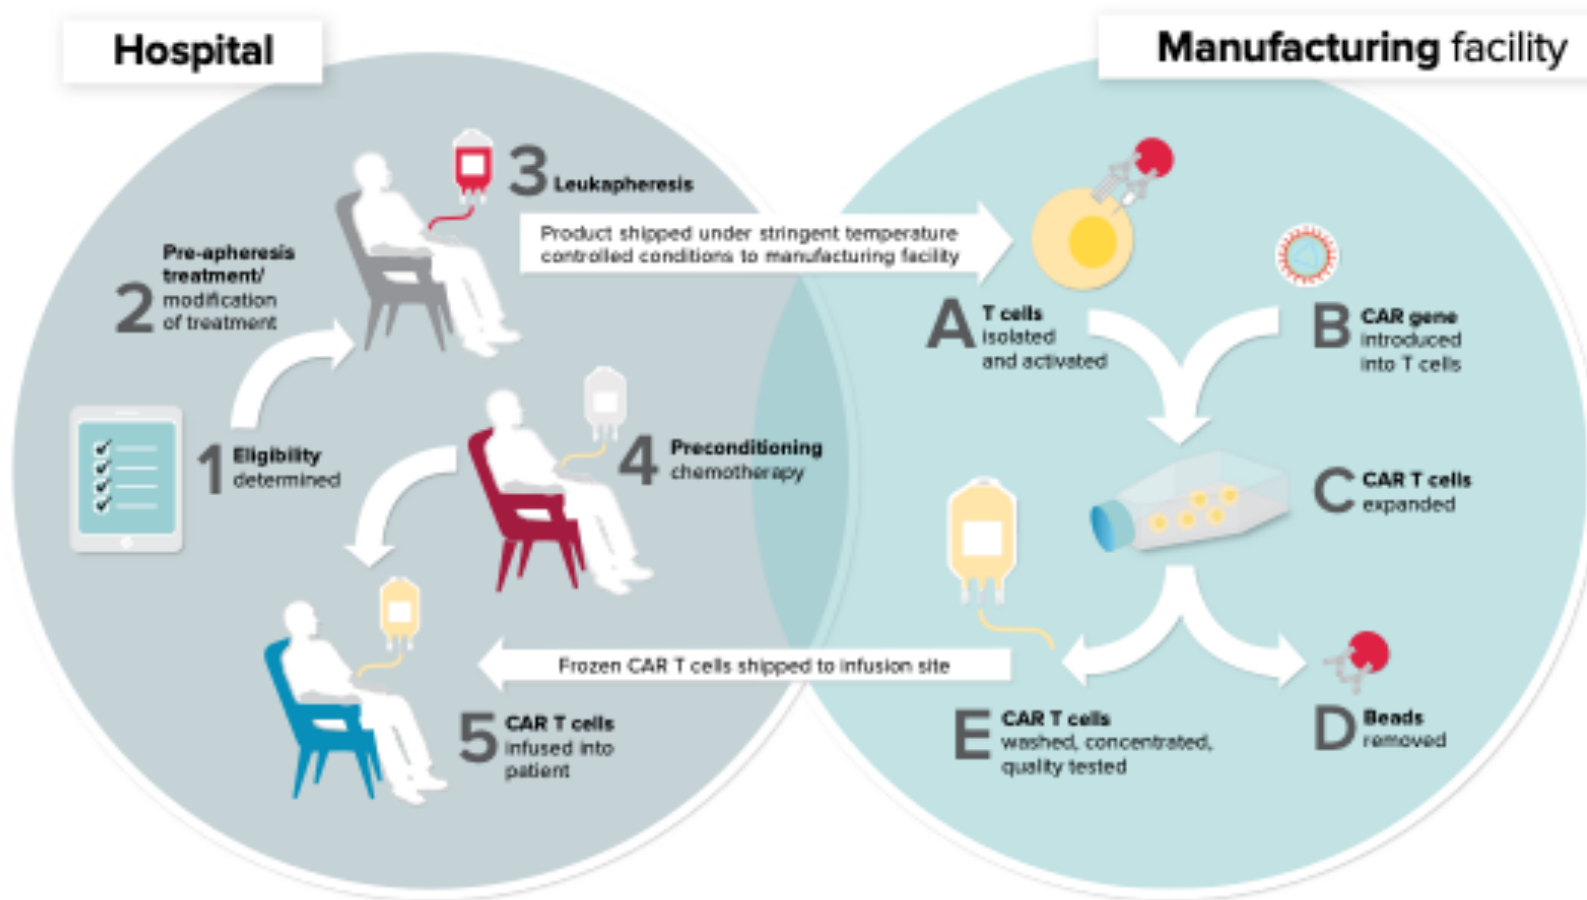 Hospital
Manufacturing facility
3 Leukapheresis
Product shipped under stringent temperature
controlled conditions to manufacturing facility
2 Pre-apheresis
treatment/
modification
of treatment
1 Eligibility
determined
4 Preconditioning
chemotherapy
5 CAR T cells
infused into
patient
A T cells
isolated
and activated
B CAR gene
introduced
into T cells
C CAR T cells
expanded
D Beads
removed
E CAR T cells
washed, concentrated,
quality tested
Frozen CAR T cells shipped to infusion site